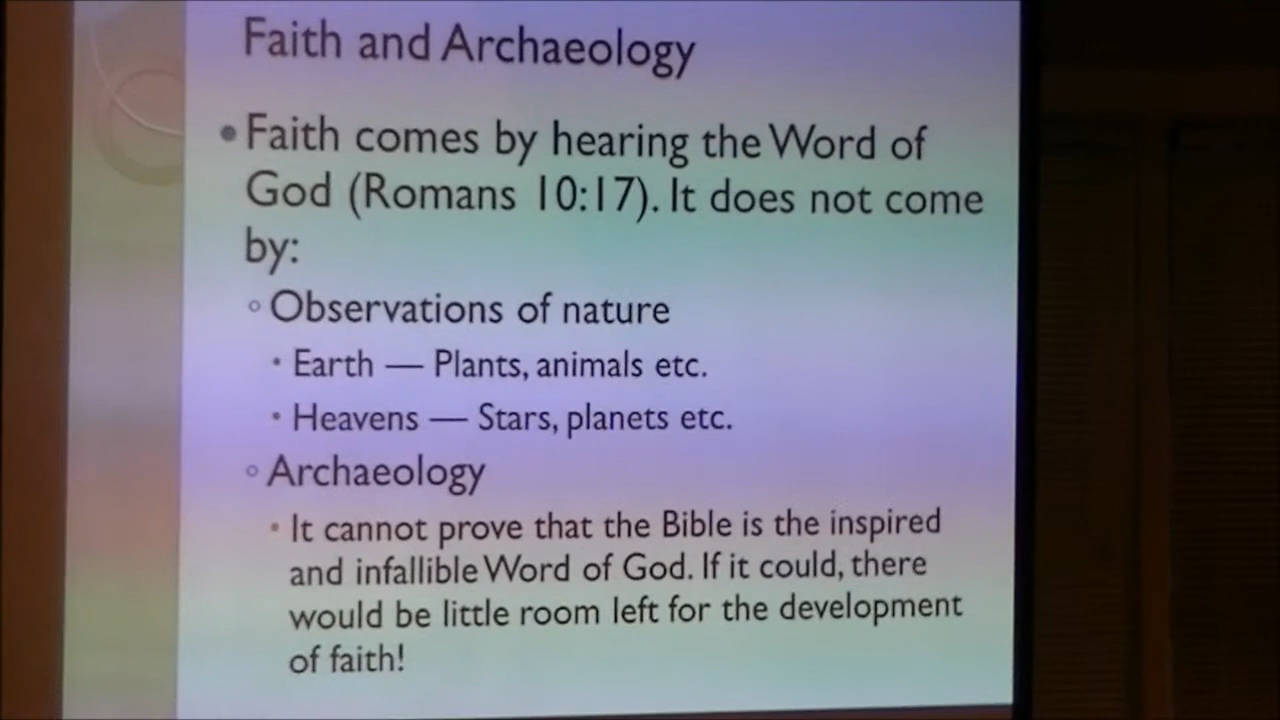 Faith and Archaeology
• Faith comes by hearing the Word of
God (Romans 10:17). It does not come
by:
◦ Observations of nature
• Earth — Plants, animals etc.
• Heavens — Stars, planets etc.
◦ Archaeology
• It cannot prove that the Bible is the inspired
and infallible Word of God. If it could, there
would be little room left for the development
of faith!